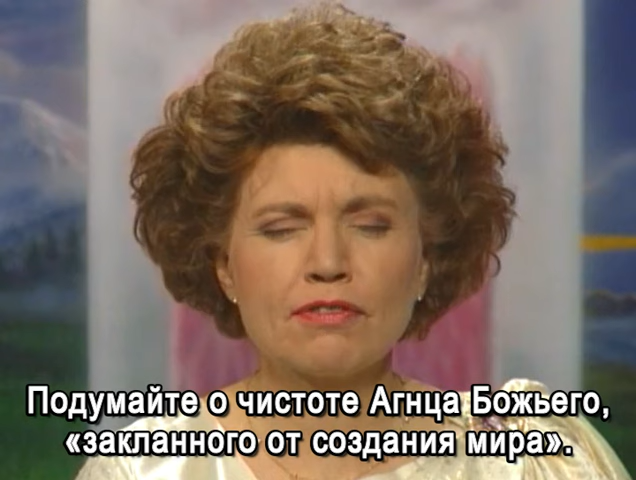 Подумайте о чистоте Агнца Божьего,
«закланного от создания мира».